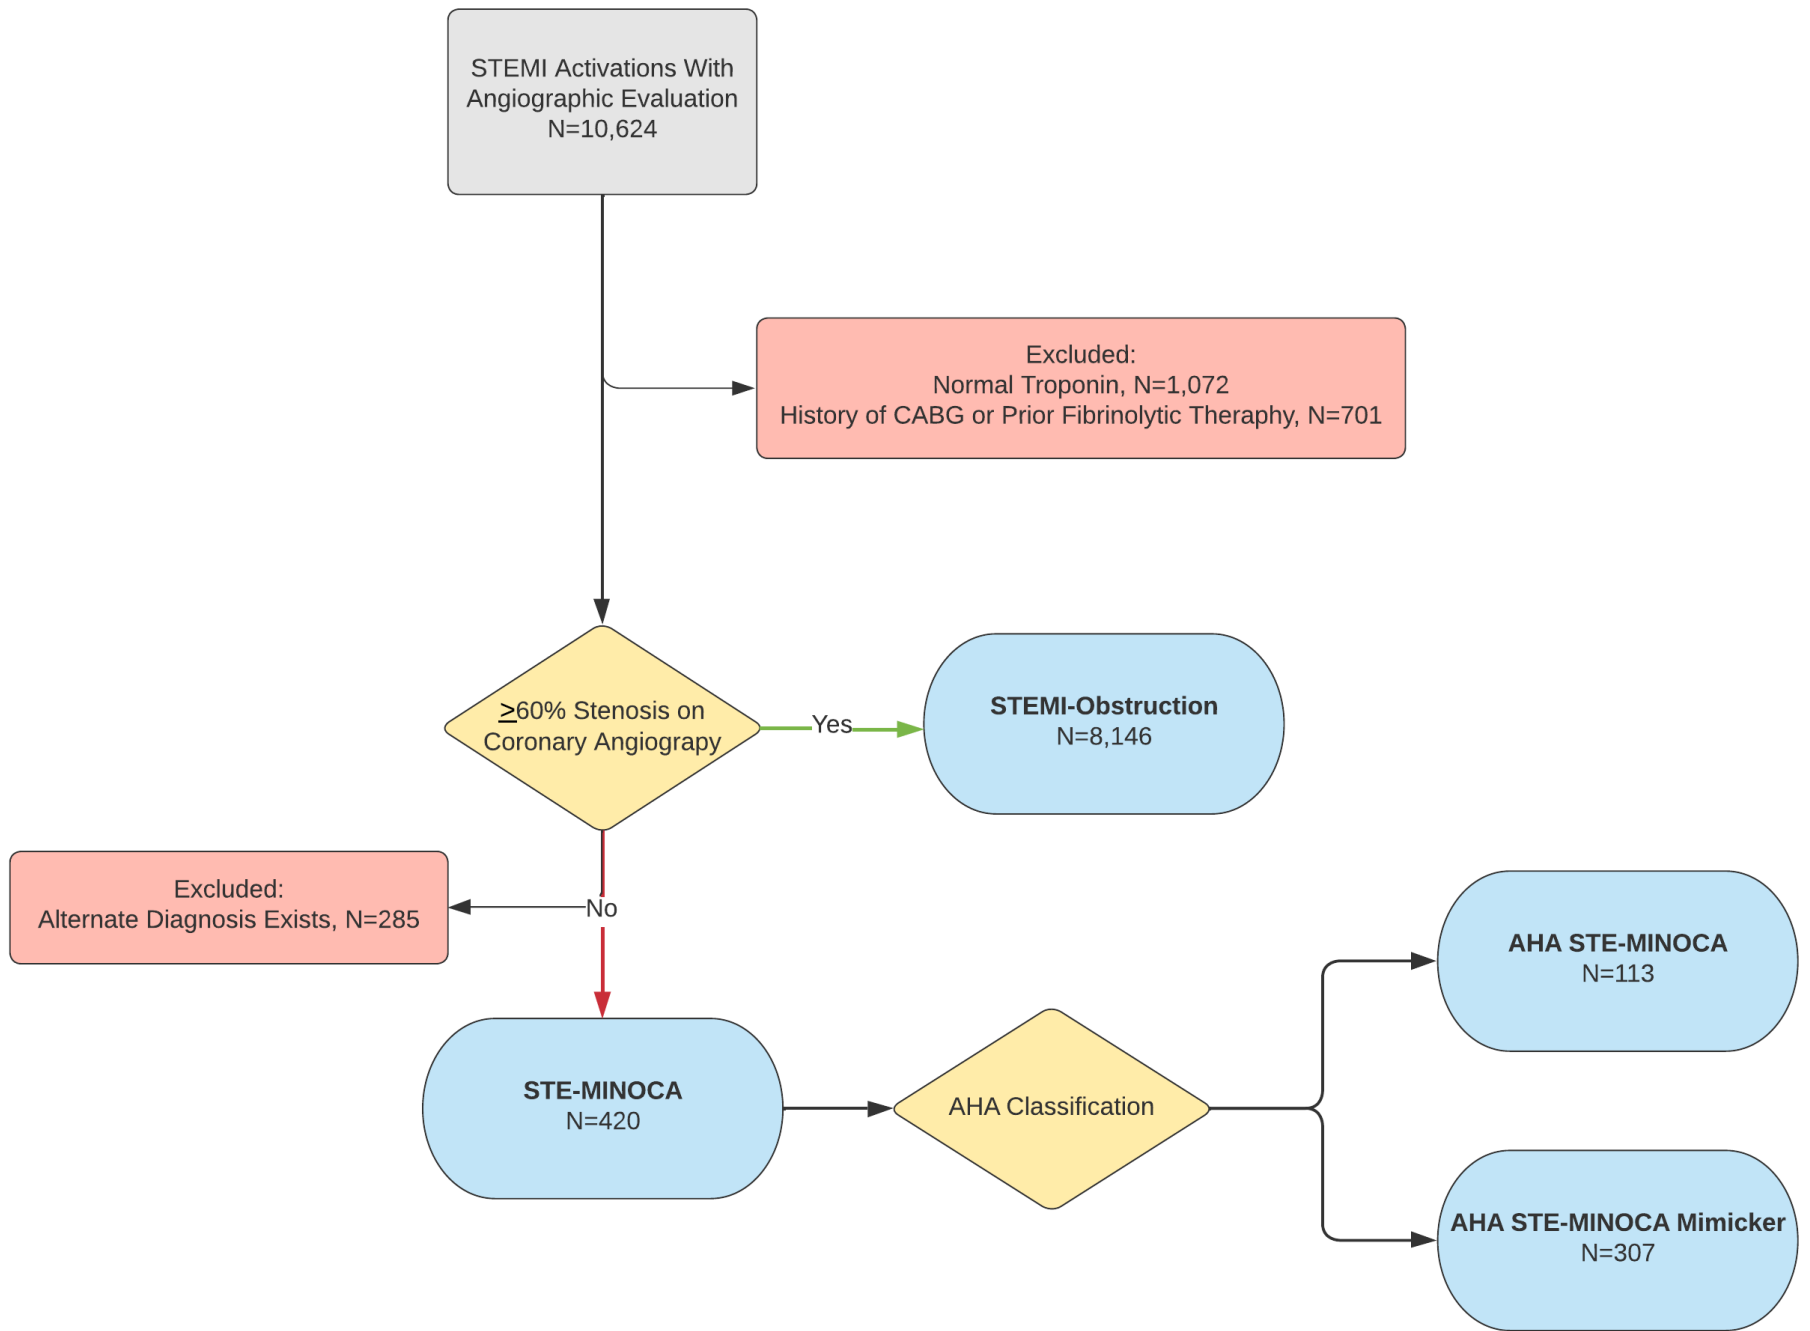 STEMI Activations With
Angiographic Evaluation
N=10,624
Excluded:
Normal Troponin, N=1,072
History of CABG or Prior Fibrinolytic Theraphy, N=701
≥60% Stenosis on
Coronary Angiograpy
Yes
STEMI-Obstruction
N=8,146
Excluded:
Alternate Diagnosis Exists, N=285
No
STE-MINOCA
N=420
AHA Classification
AHA STE-MINOCA
N=113
AHA STE-MINOCA Mimicker
N=307